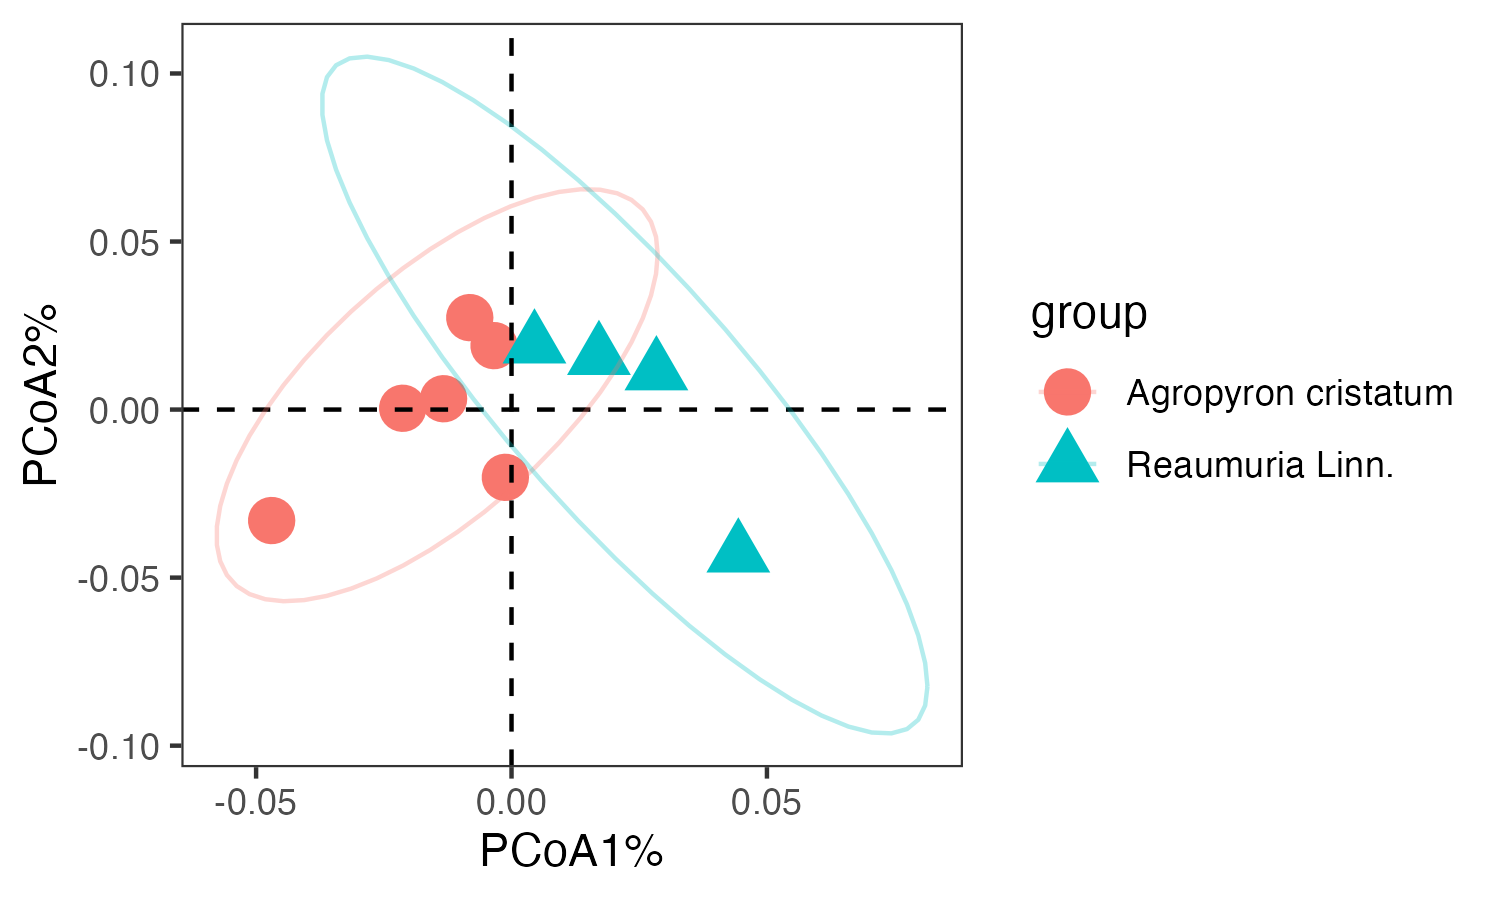 0.10
0.05
0.00
-0.05
-0.10
PCoA2%
-0.05 0.00 0.05
PCoA1%
group
Agropyron cristatum
Reaumuria Linn.